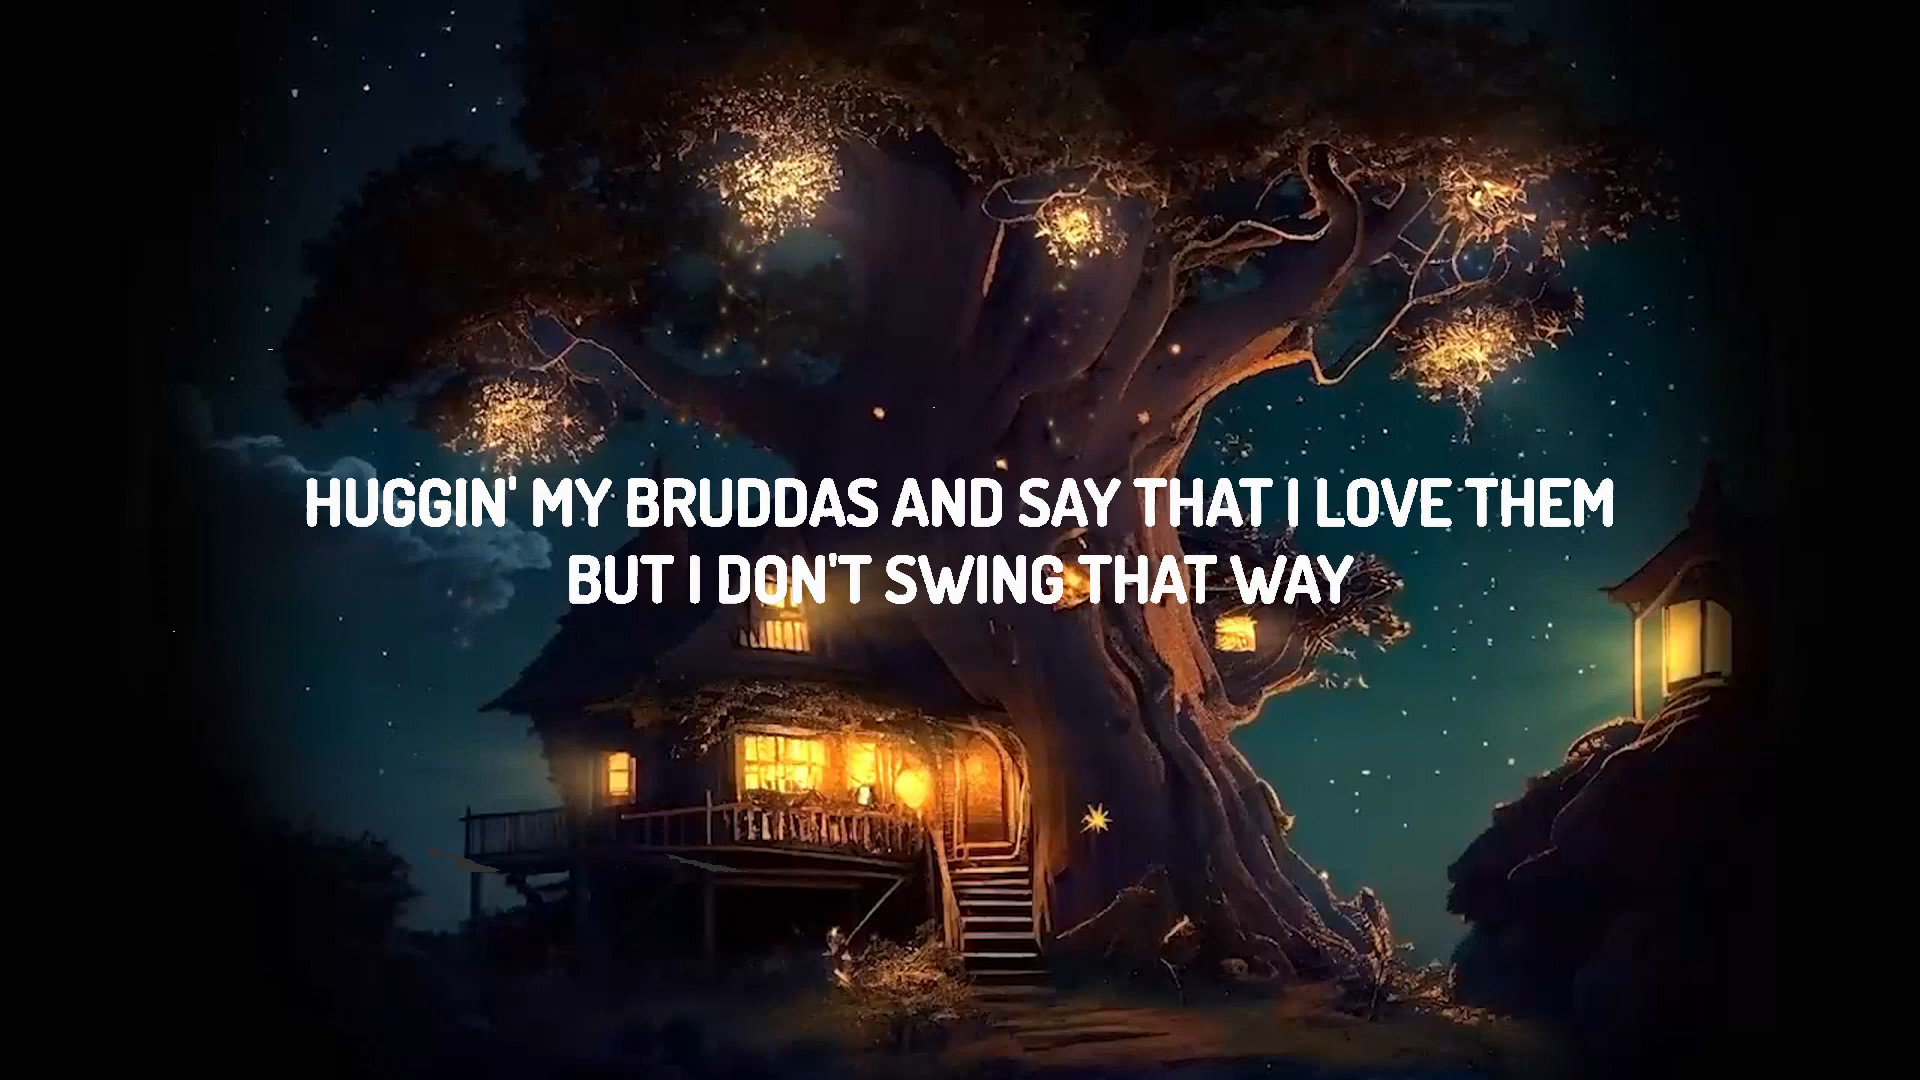 HUGGIN' MY BRUDDAS AND SAY THAT I LOVE THEM
BUT I DON'T SWING THAT WAY